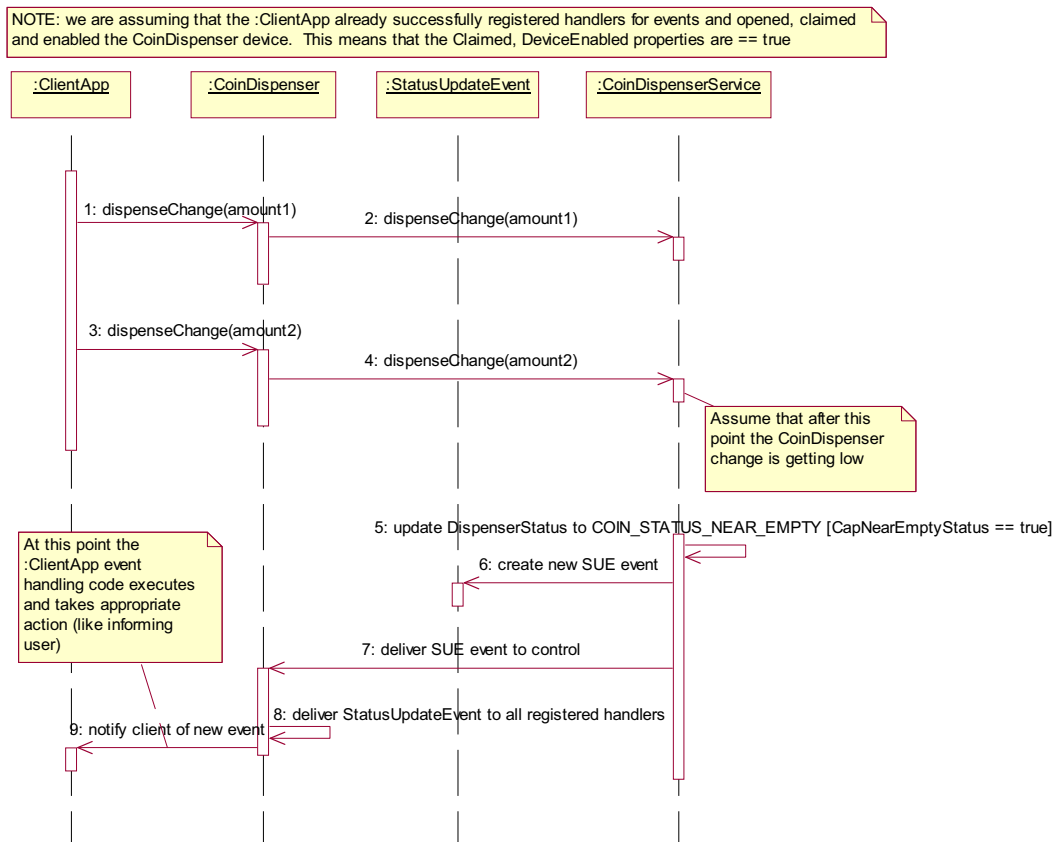 NOTE: we are assuming that the :ClientApp already successfully registered handlers for events and opened, claimed
and enabled the CoinDispenser device.  This means that the Claimed, DeviceEnabled properties are == true
:ClientApp
:CoinDispenser
:StatusUpdateEvent
:CoinDispenserService
1: dispenseChange(amount1)
2: dispenseChange(amount1)
3: dispenseChange(amount2)
4: dispenseChange(amount2)
Assume that after this
point the CoinDispenser
change is getting low
5: update DispenserStatus to COIN_STATUS_NEAR_EMPTY [CapNearEmptyStatus == true]
At this point the
:ClientApp event
handling code executes
and takes appropriate
action (like informing
user)
6: create new SUE event
7: deliver SUE event to control
8: deliver StatusUpdateEvent to all registered handlers
9: notify client of new event